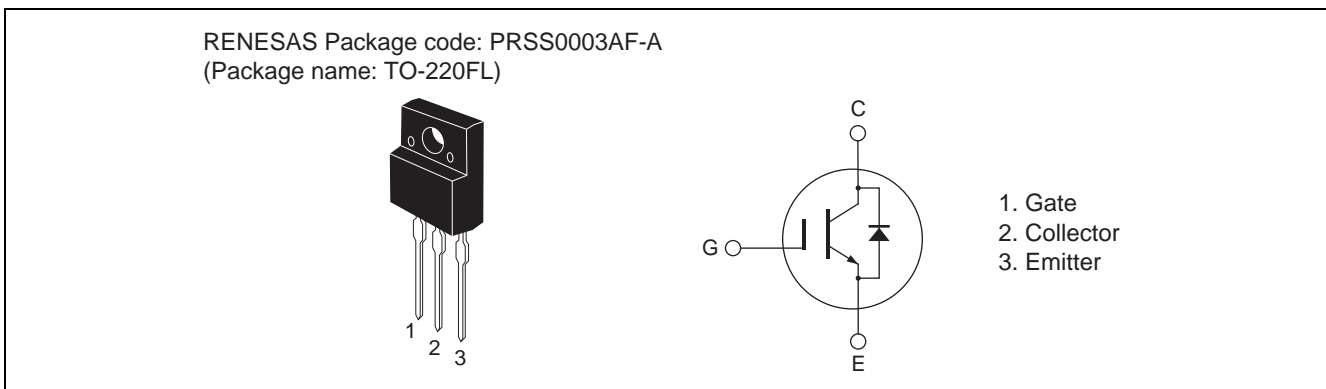 RENESAS Package code: PRSS0003AF-A
(Package name: TO-220FL)
1
2
3
C
G
E
1. Gate
2. Collector
3. Emitter